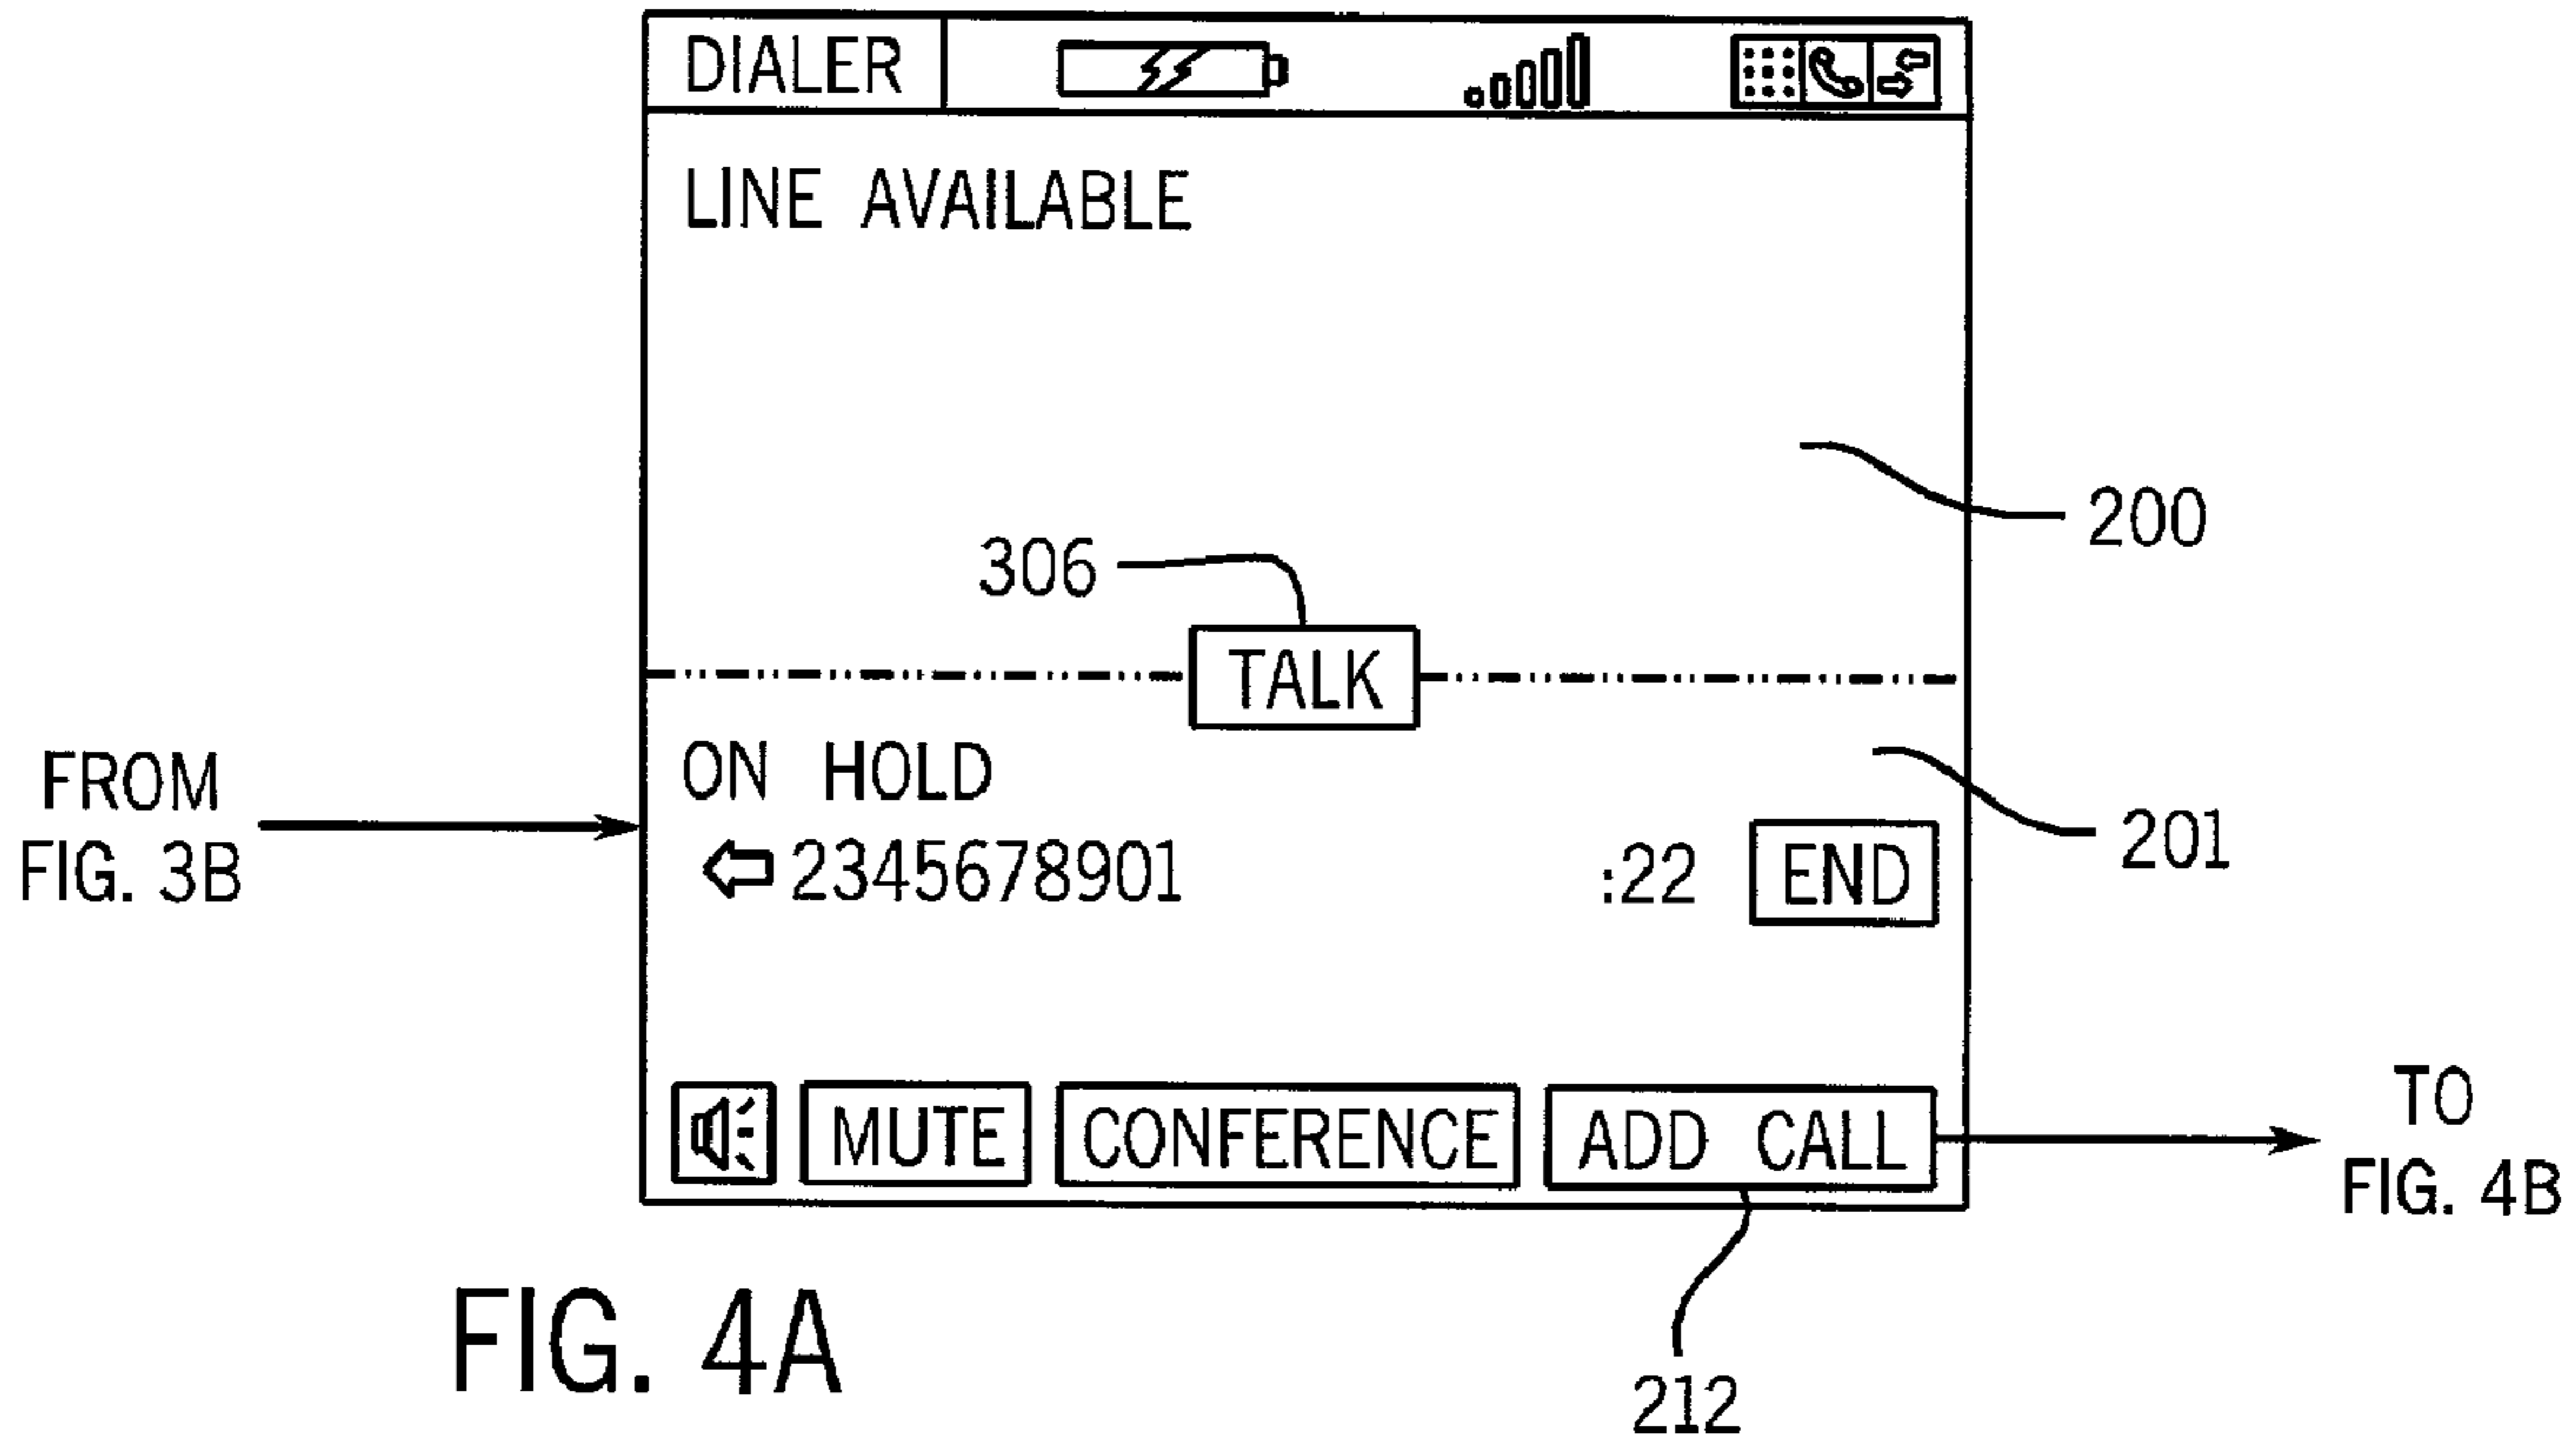 DIALER
LINE AVAILABLE
200
306
TALK
ON HOLD
FROM
FIG. 3B
2345678901 :22 END
201
MUTE CONFERENCE ADD CALL
TO
FIG. 4B
FIG. 4A
212